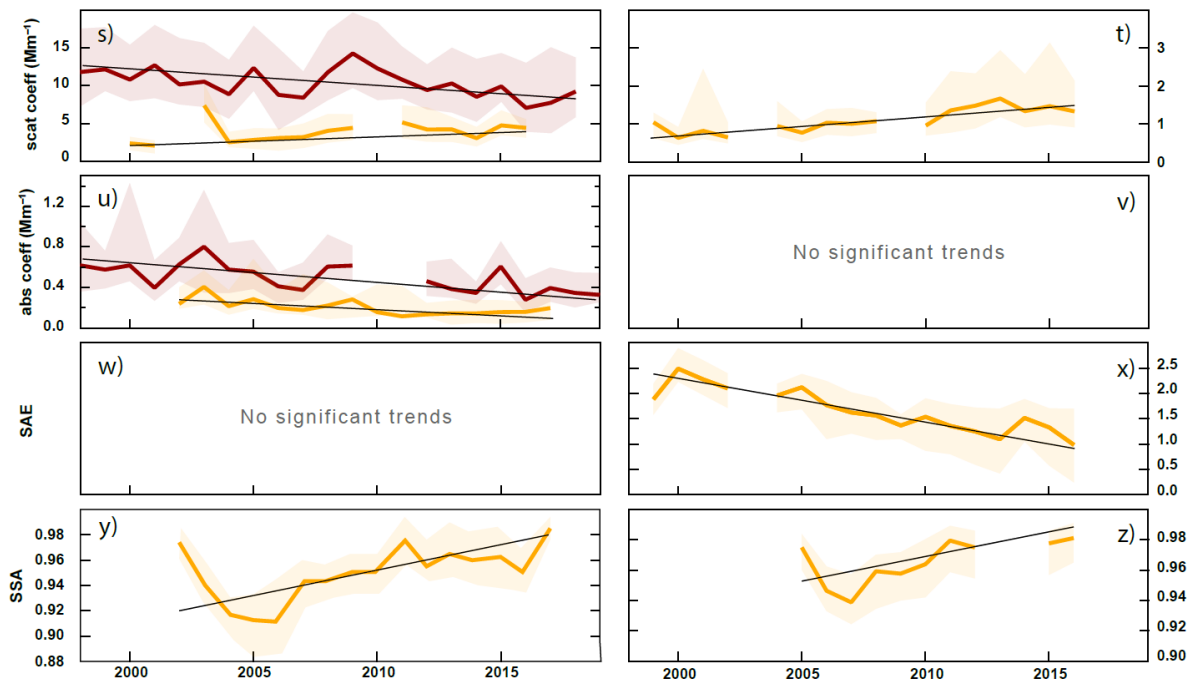 s)
scat coeff (Mm⁻¹)
15
10
5
0
t)
3
2
1
0
u)
abs coeff (Mm⁻¹)
1.2
0.8
0.4
0.0
v)
No significant trends
w)
SAE
No significant trends
x)
2.5
2.0
1.5
1.0
0.5
0.0
y)
SSA
0.98
0.96
0.94
0.92
0.90
0.88
z)
0.98
0.96
0.94
0.92
0.90
2000 2005 2010 2015
2000 2005 2010 2015